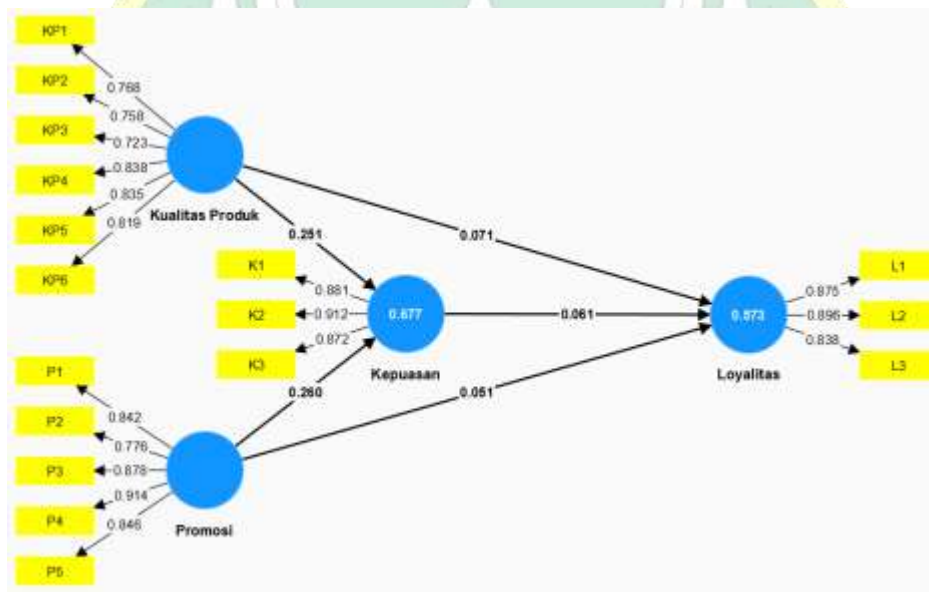 KP1
0.768
KP2
0.758
KP3
0.723
KP4
0.838
KP5
0.835
KP6
0.819
Kualitas Produk
0.251
0.071
K1
0.881
K2
0.912
K3
0.872
0.677
Kepuasan
0.061
0.573
Loyalitas
L1
0.875
L2
0.896
L3
0.838
P1
0.842
P2
0.776
P3
0.878
P4
0.914
P5
0.846
Promosi
0.260
0.051